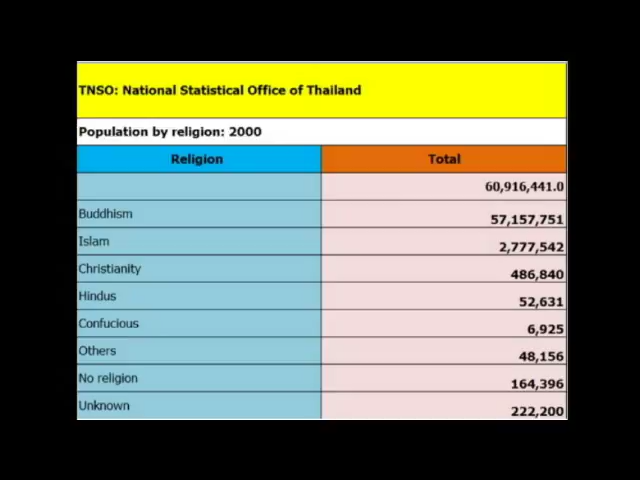 TNSO: National Statistical Office of Thailand
Population by religion: 2000
Religion Total
60,916,441.0
Buddhism 57,157,751
Islam 2,777,542
Christianity 486,840
Hindus 52,631
Confucious 6,925
Others 48,156
No religion 164,396
Unknown 222,200